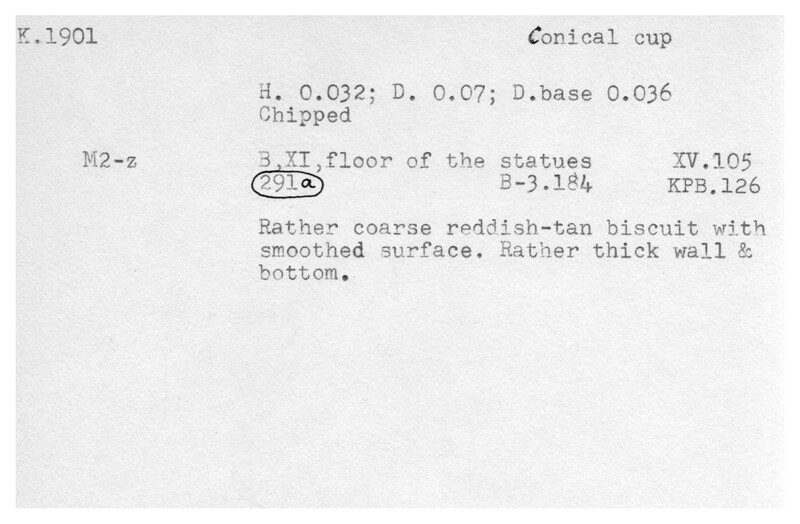 K.1901 Conical cup
H. 0.032; D. 0.07; D.base 0.036
Chipped
M2-z B,XI,floor of the statues XV.105
291a B-3.184 KPB.126
Rather coarse reddish-tan biscuit with
smoothed surface. Rather thick wall &
bottom.